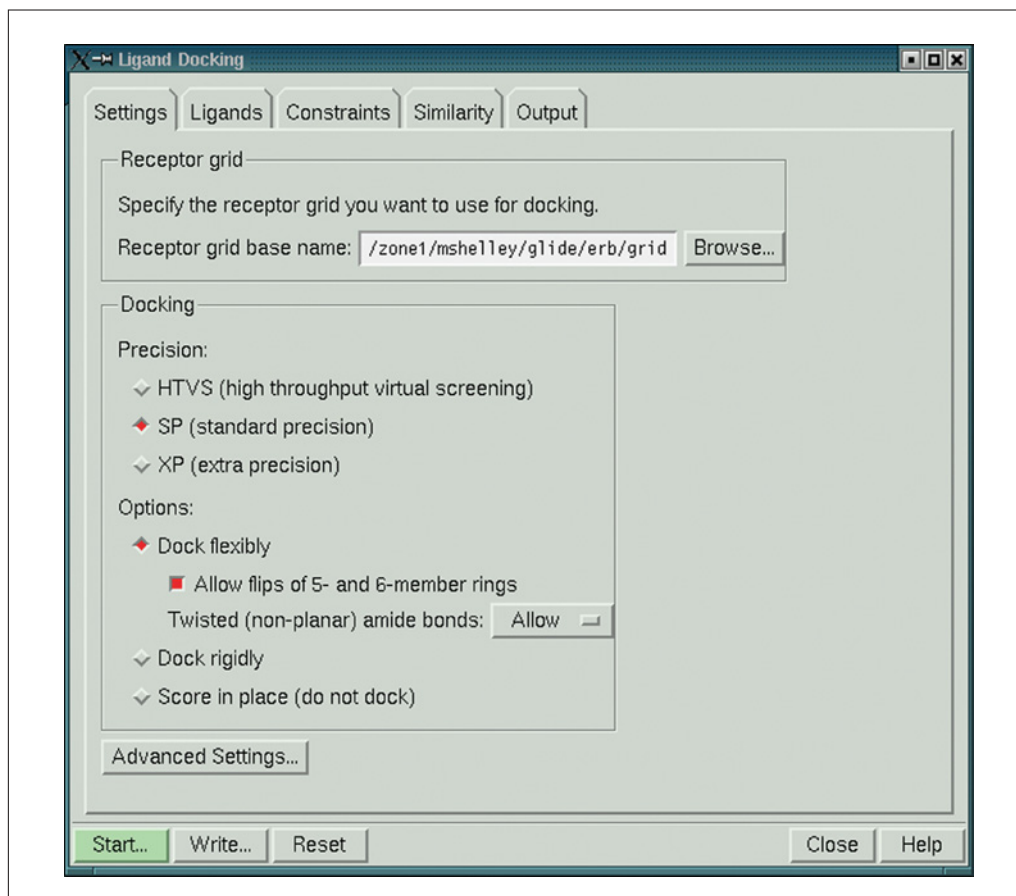 Ligand Docking
Settings Ligands Constraints Similarity Output
Receptor grid
Specify the receptor grid you want to use for docking.
Receptor grid base name: /zone1/mshelley/glide/erb/grid Browse...
Docking
Precision:
HTVS (high throughput virtual screening)
SP (standard precision)
XP (extra precision)
Options:
Dock flexibly
Allow flips of 5- and 6-member rings
Twisted (non-planar) amide bonds: Allow
Dock rigidly
Score in place (do not dock)
Advanced Settings...
Start... Write... Reset Close Help